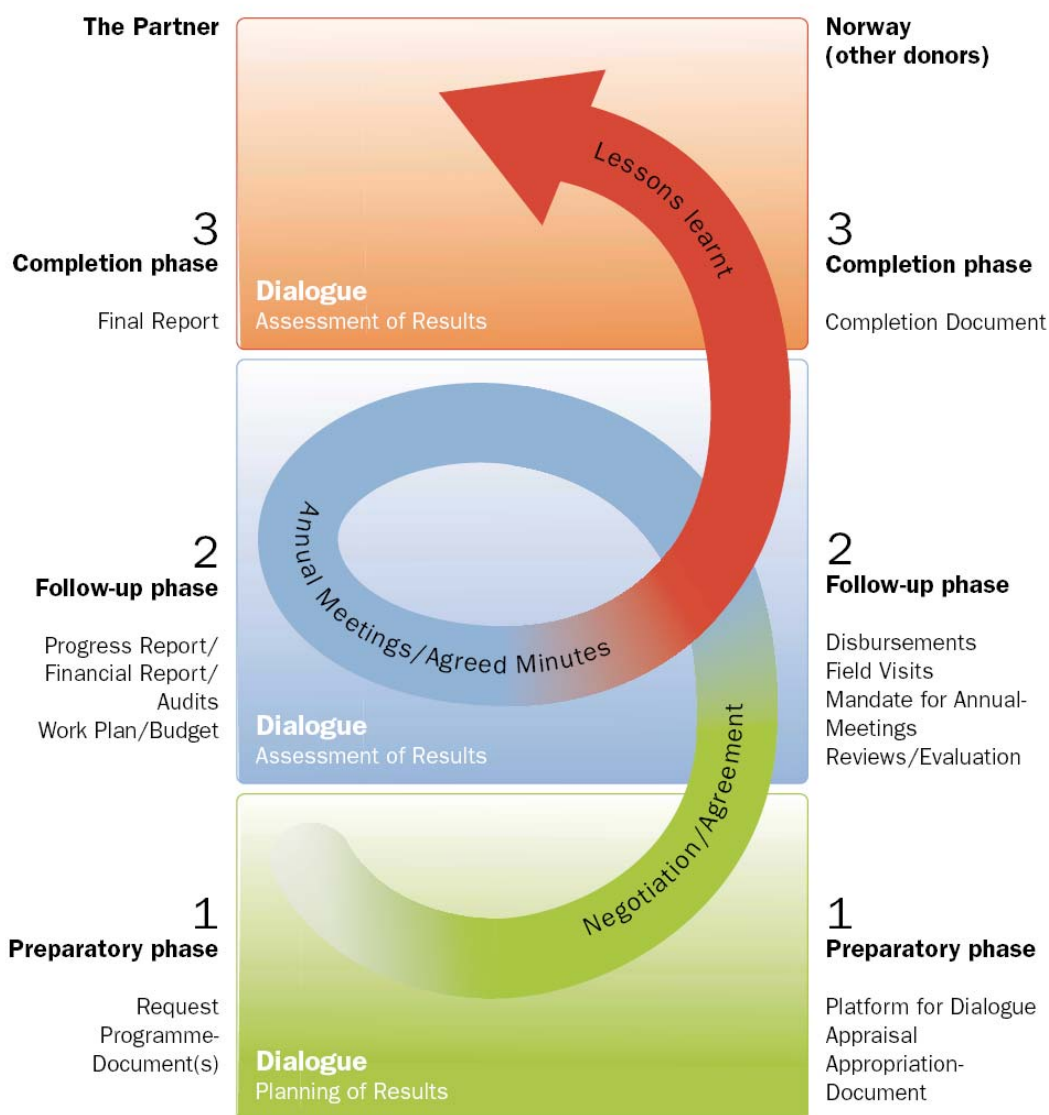 The Partner
Norway
(other donors)
Lessons learnt
3
Completion phase
Final Report
Dialogue
Assessment of Results
3
Completion phase
Completion Document
Annual Meetings/Agreed Minutes
2
Follow-up phase
Progress Report/
Financial Report/
Audits
Work Plan/Budget
Dialogue
Assessment of Results
2
Follow-up phase
Disbursements
Field Visits
Mandate for Annual-
Meetings
Reviews/Evaluation
Negotiation/Agreement
1
Preparatory phase
Request
Programme-
Document(s)
Dialogue
Planning of Results
1
Preparatory phase
Platform for Dialogue
Appraisal
Appropriation-
Document